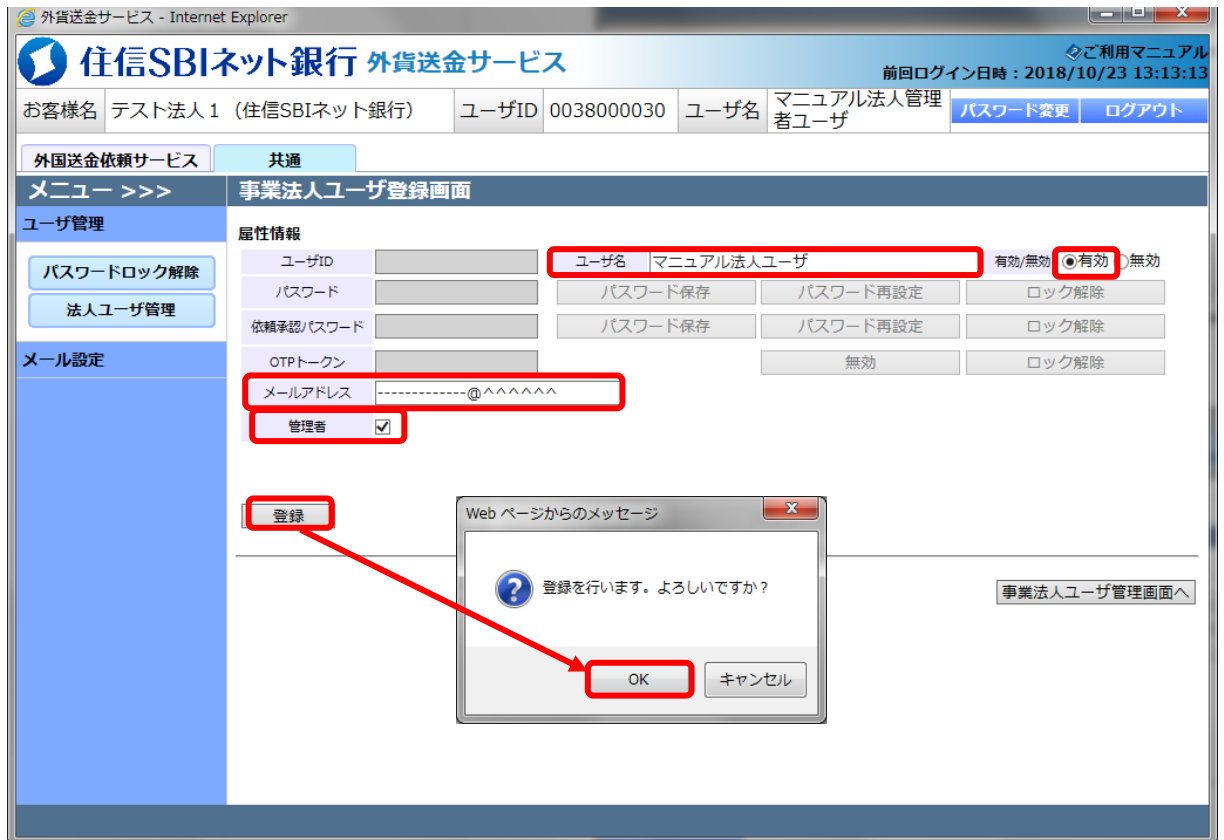 外貨送金サービス - Internet Explorer
住信SBIネット銀行 外貨送金サービス
ご利用マニュアル
前回ログイン日時：2018/10/23 13:13:13
お客様名 テスト法人１（住信SBIネット銀行） ユーザID 0038000030 ユーザ名 マニュアル法人管理
者ユーザ
パスワード変更 ログアウト
外国送金依頼サービス 共通
メニュー >>> 事業法人ユーザ登録画面
ユーザ管理
パスワードロック解除
法人ユーザ管理
メール設定
属性情報
ユーザID ユーザ名 マニュアル法人ユーザ 有効/無効 有効 無効
パスワード パスワード保存 パスワード再設定 ロック解除
依頼承認パスワード パスワード保存 パスワード再設定 ロック解除
OTPトークン 無効 ロック解除
メールアドレス -------------@^^^^^^
管理者
登録
Web ページからのメッセージ
登録を行います。よろしいですか？
OK キャンセル
事業法人ユーザ管理画面へ